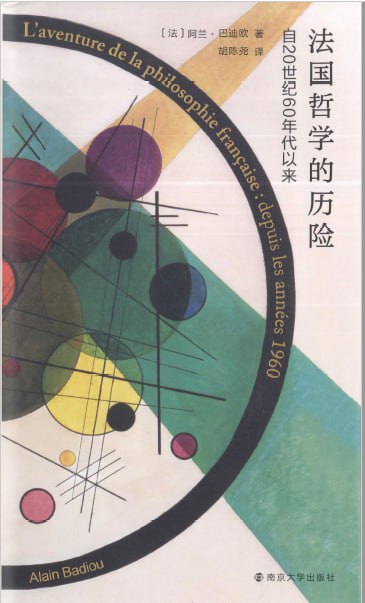 〔法〕阿兰·巴迪欧 著
胡陈尧 译
法国哲学的历险
自20世纪60年代以来
L'aventure de la philosophie française : depuis les années 1960
Alain Badiou
南京大学出版社